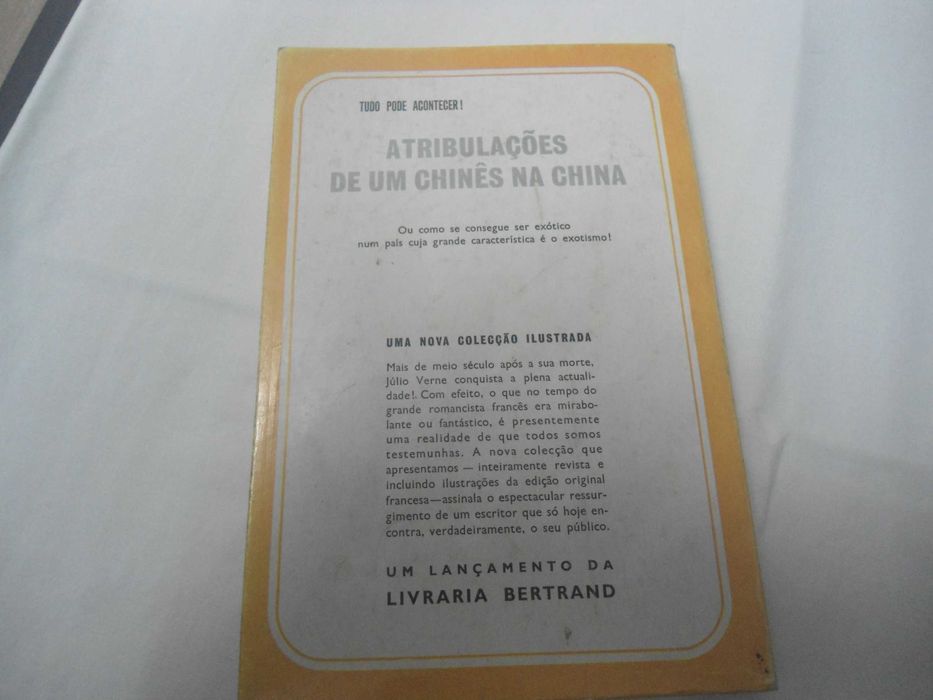 TUDO PODE ACONTECER!
ATRIBULAÇÕES
DE UM CHINÊS NA CHINA
Ou como se consegue ser exótico
num país cuja grande característica é o exotismo!
UMA NOVA COLECÇÃO ILUSTRADA
Mais de meio século após a sua morte,
Júlio Verne conquista a plena actuali-
dade!. Com efeito, o que no tempo do
grande romancista francês era mirabo-
lante ou fantástico, é presentemente
uma realidade de que todos somos
testemunhas. A nova colecção que
apresentamos — inteiramente revista e
incluindo ilustrações da edição original
francesa—assinala o espectacular ressur-
gimento de um escritor que só hoje en-
contra, verdadeiramente, o seu público.
UM LANÇAMENTO DA
LIVRARIA BERTRAND